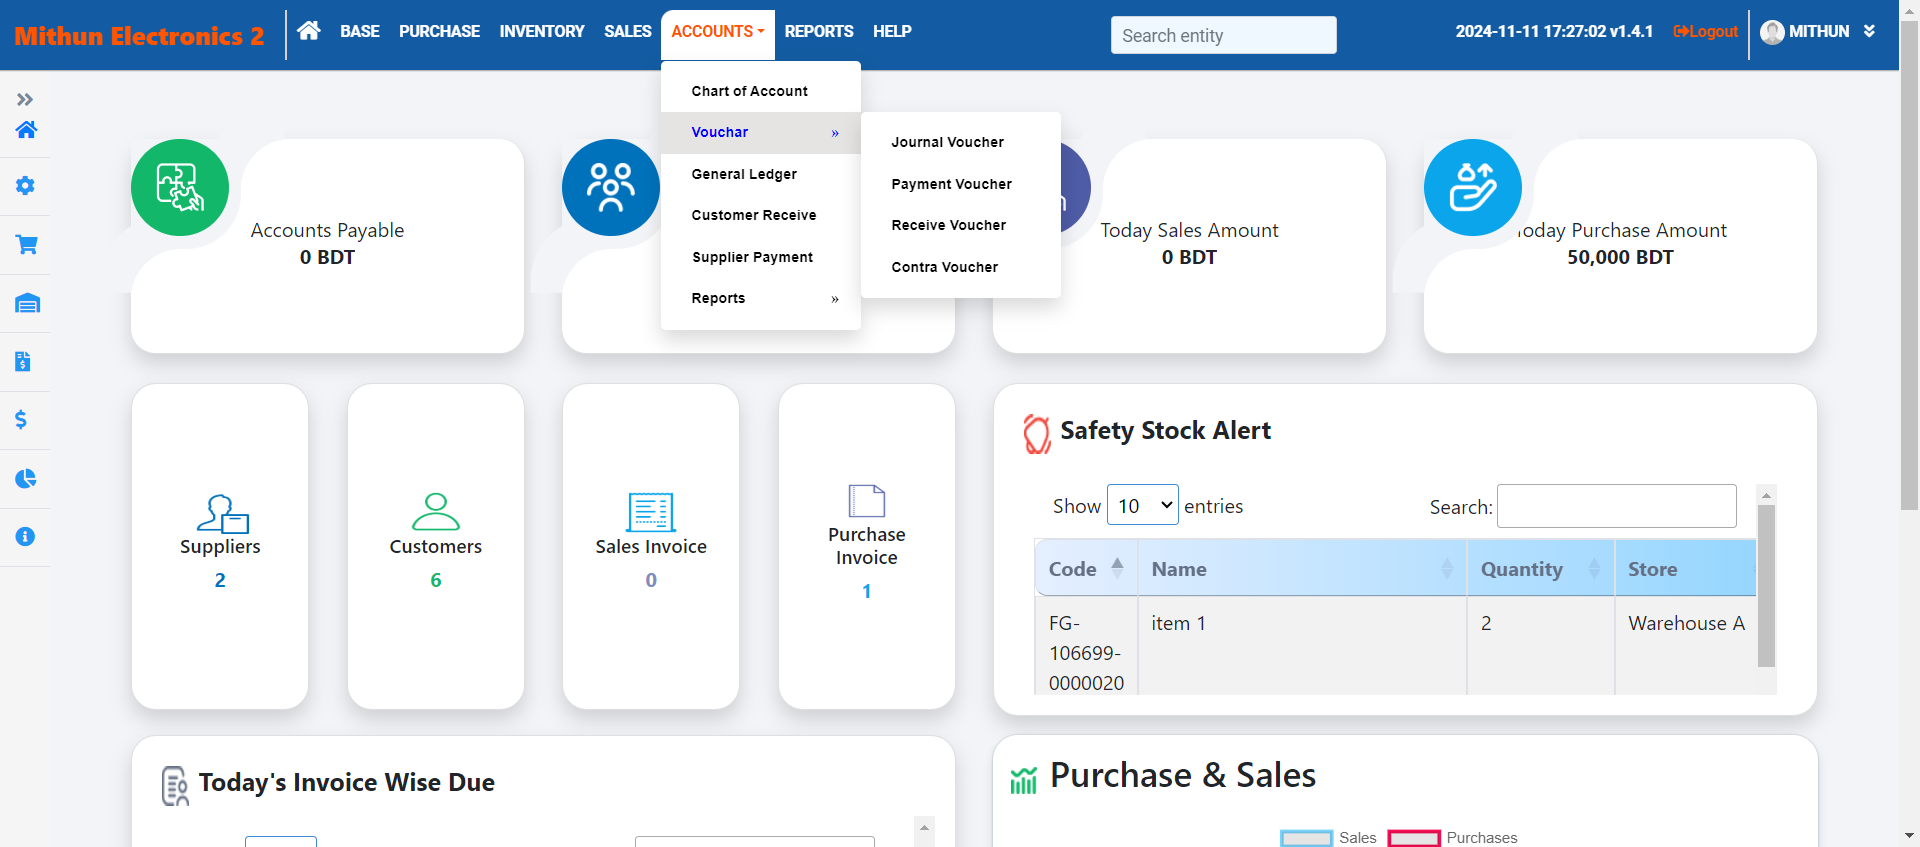 Mithun Electronics 2
BASE PURCHASE INVENTORY SALES ACCOUNTS REPORTS HELP
Search entity
2024-11-11 17:27:02 v1.4.1
Logout
MITHUN
Chart of Account
Vouchar »
General Ledger
Customer Receive
Supplier Payment
Reports »
Journal Voucher
Payment Voucher
Receive Voucher
Contra Voucher
Accounts Payable
0 BDT
Today Sales Amount
0 BDT
Today Purchase Amount
50,000 BDT
Suppliers
2
Customers
6
Sales Invoice
0
Purchase
Invoice
1
Safety Stock Alert
Show 10 entries
Search:
Code Name Quantity Store
FG-
106699-
0000020
item 1
2
Warehouse A
Today's Invoice Wise Due
Purchase & Sales
Sales Purchases